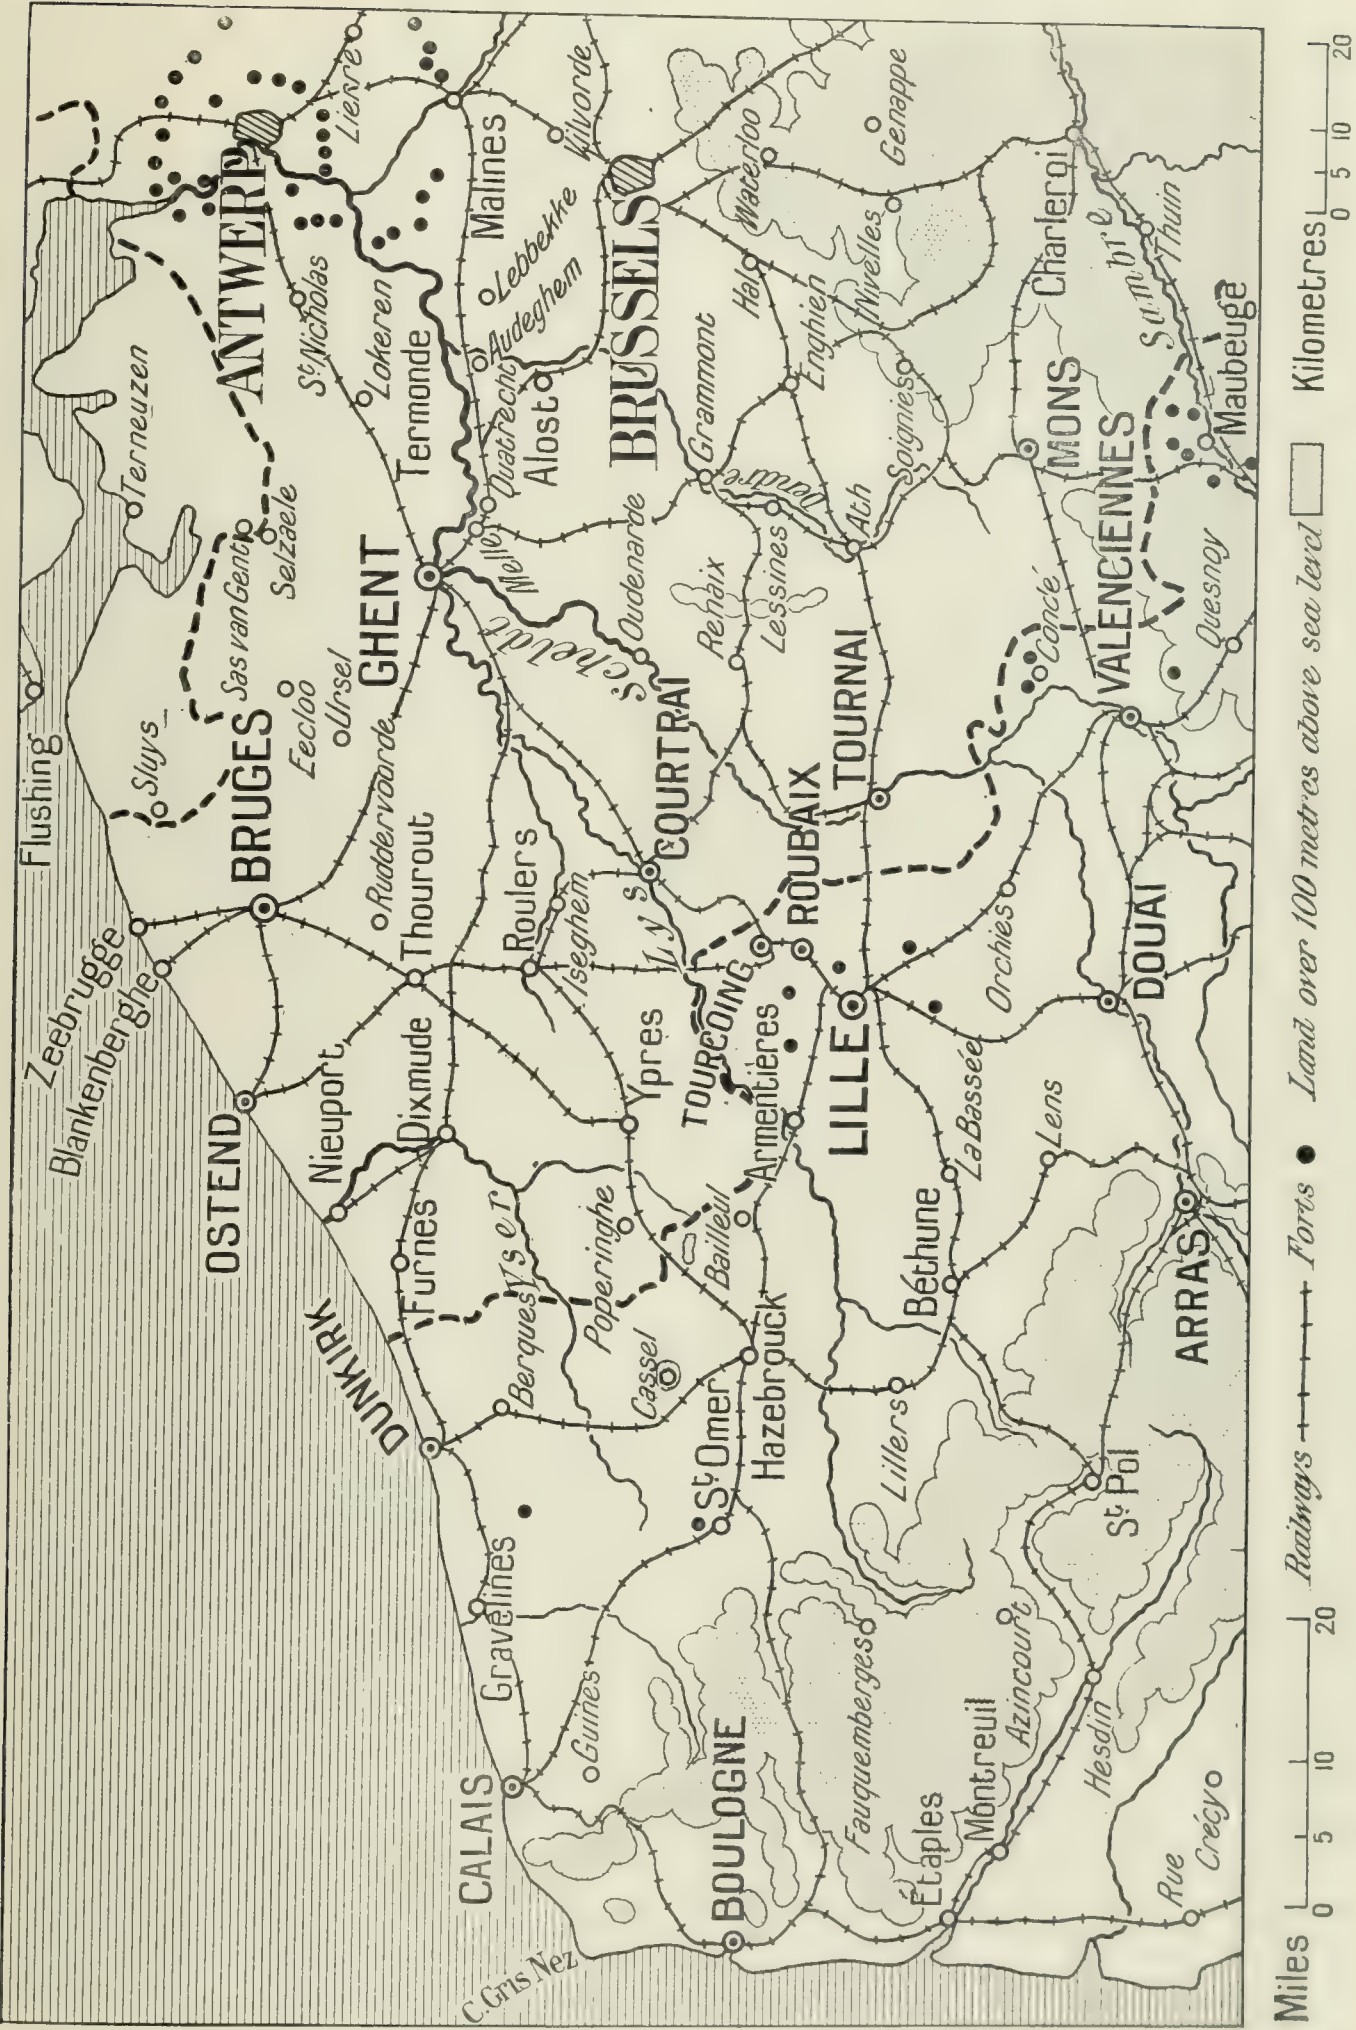 Flushing
Terneuzen
Sluys
Sas van Gent
Selzaele
Zeebrugge
Blankenberghe
BRUGES
Eecloo
Ursel
ANTWERP
St. Nicholas
Lokeren
Lierre
OSTEND
Nieuport
Ruddervoorde
Thourout
GHENT
Termonde
Malines
Lebbekke
Audeghem
Vilvorde
DUNKIRK
Furnes
Dixmude
Roulers
Iseghem
Melle
Quatrecht
Alost
BRUSSELS
Scheldt
Gravelines
Bergues
Yser
Poperinghe
Ypres
Lys
COURTRAI
Oudenarde
Grammont
Hal
Waterloo
CALAIS
Guines
Cassel
Bailleul
TOURCOING
ROUBAIX
Renaix
Lessines
Dendre
Enghien
Nivelles
Genappe
C. Gris Nez
St. Omer
Hazebrouck
Armentières
LILLE
TOURNAI
Ath
Soignies
BOULOGNE
Fauquemberges
Lillers
Béthune
La Bassée
Orchies
Condé
MONS
Charleroi
Sambre
Thuin
Étaples
Montreuil
Azincourt
St. Pol
Lens
DOUAI
VALENCIENNES
Quesnoy
Maubeuge
Hesdin
Rue
Crécy
ARRAS
Miles
0 5 10 20
Railways
Forts
Land over 100 metres above sea level
Kilometres
0 5 10 20